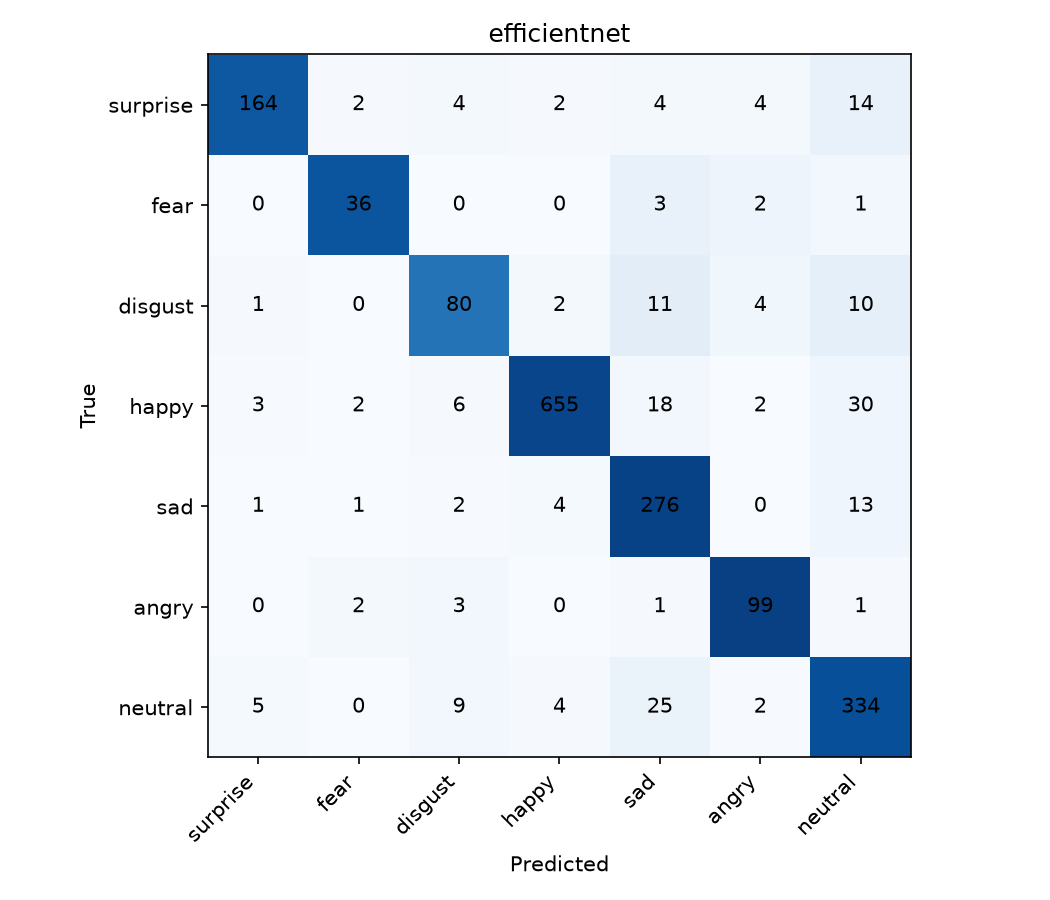 efficientnet
surprise 164 2 4 2 4 4 14
fear 0 36 0 0 3 2 1
disgust 1 0 80 2 11 4 10
happy 3 2 6 655 18 2 30
sad 1 1 2 4 276 0 13
angry 0 2 3 0 1 99 1
neutral 5 0 9 4 25 2 334
True
surprise fear disgust happy sad angry neutral
Predicted